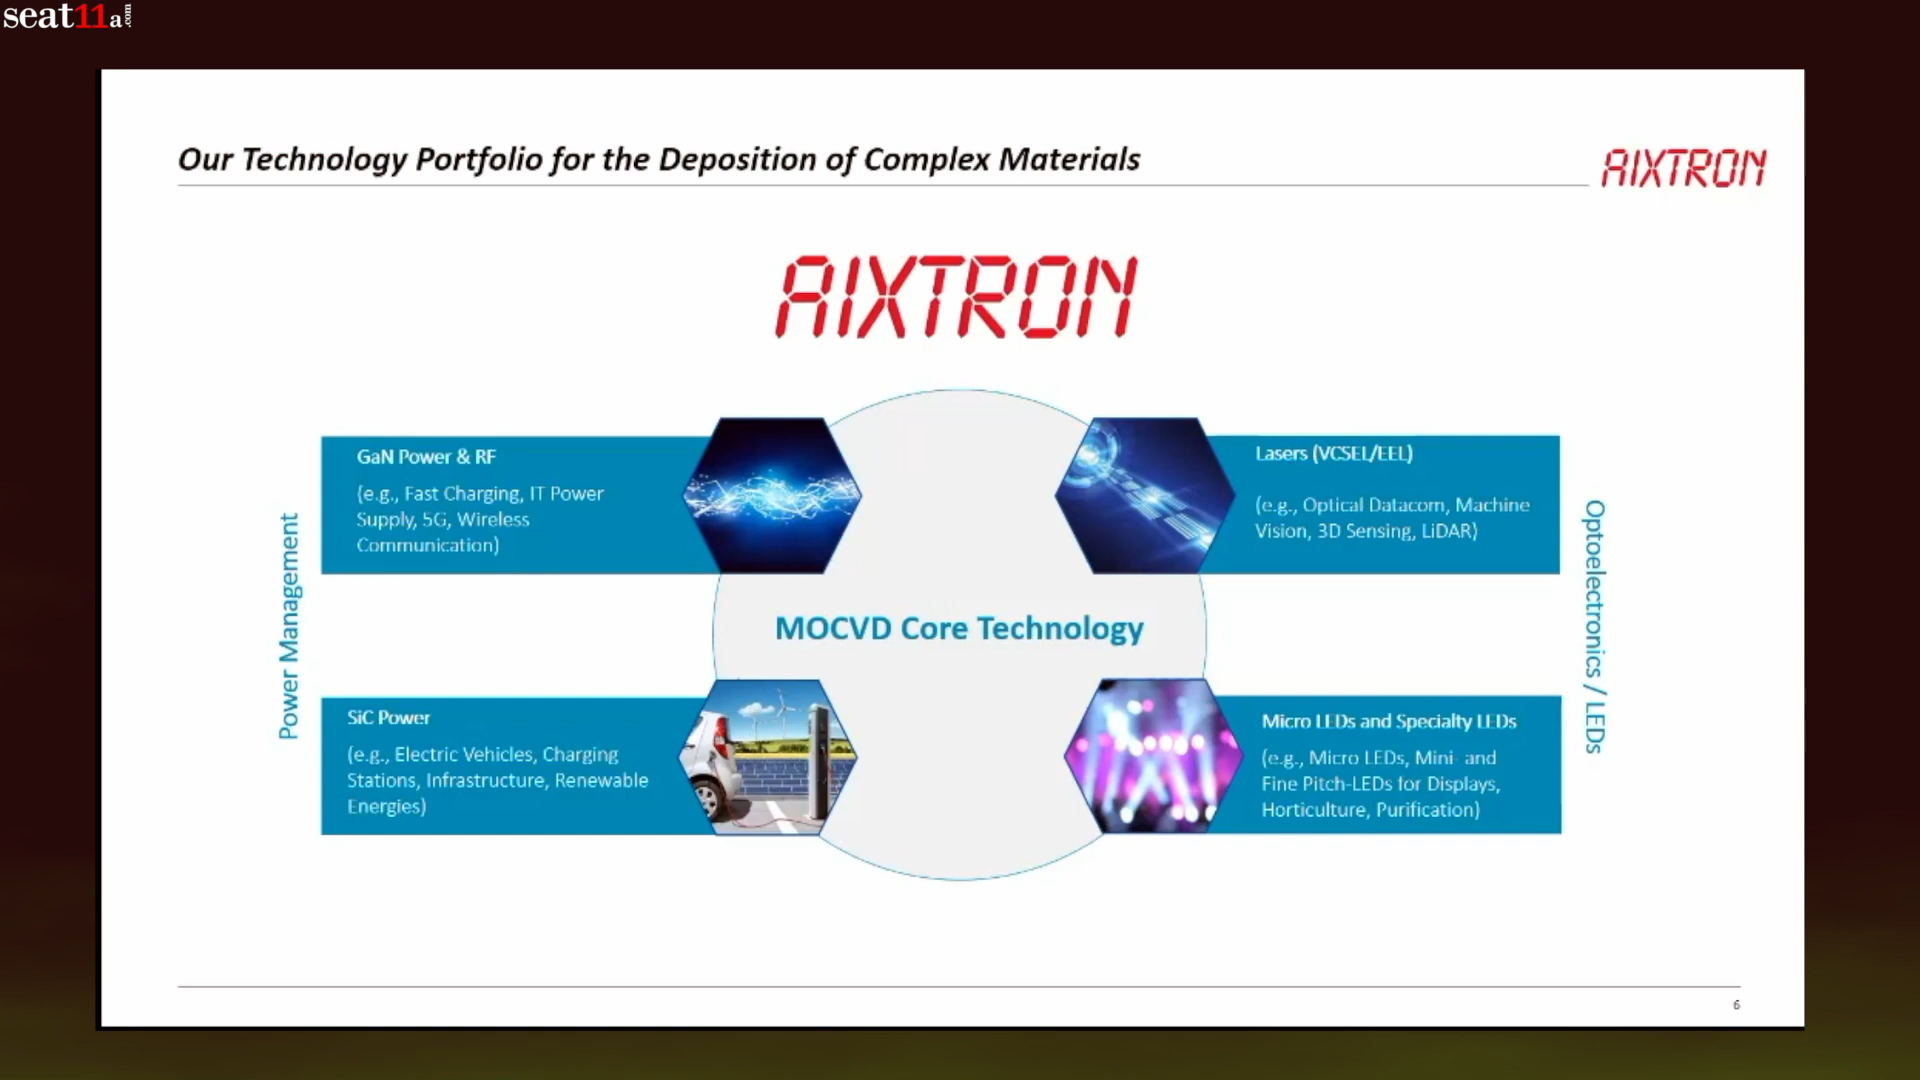 seat11a.com
Our Technology Portfolio for the Deposition of Complex Materials
AIXTRON
AIXTRON
Power Management
GaN Power & RF
(e.g., Fast Charging, IT Power
Supply, 5G, Wireless
Communication)
Lasers (VCSEL/EEL)
(e.g., Optical Datacom, Machine
Vision, 3D Sensing, LiDAR)
Optoelectronics / LEDs
MOCVD Core Technology
SiC Power
(e.g., Electric Vehicles, Charging
Stations, Infrastructure, Renewable
Energies)
Micro LEDs and Specialty LEDs
(e.g., Micro LEDs, Mini- and
Fine Pitch-LEDs for Displays,
Horticulture, Purification)
6